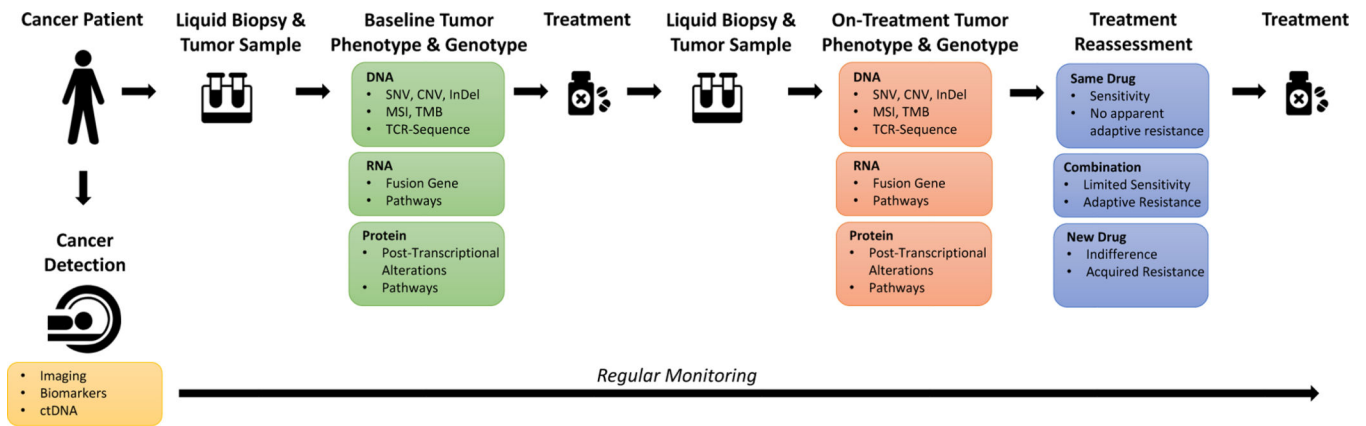 Cancer Patient
Liquid Biopsy &
Tumor Sample
Baseline Tumor
Phenotype & Genotype
Treatment
Liquid Biopsy &
Tumor Sample
On-Treatment Tumor
Phenotype & Genotype
Treatment
Reassessment
Treatment
DNA
• SNV, CNV, InDel
• MSI, TMB
• TCR-Sequence
RNA
• Fusion Gene
• Pathways
Protein
• Post-Transcriptional
Alterations
• Pathways
DNA
• SNV, CNV, InDel
• MSI, TMB
• TCR-Sequence
RNA
• Fusion Gene
• Pathways
Protein
• Post-Transcriptional
Alterations
• Pathways
Same Drug
• Sensitivity
• No apparent
adaptive resistance
Combination
• Limited Sensitivity
• Adaptive Resistance
New Drug
• Indifference
• Acquired Resistance
Cancer
Detection
• Imaging
• Biomarkers
• ctDNA
Regular Monitoring